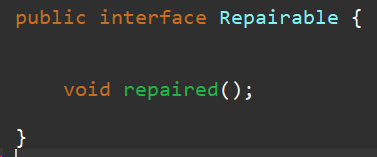 public interface Repairable {
void repaired();
}